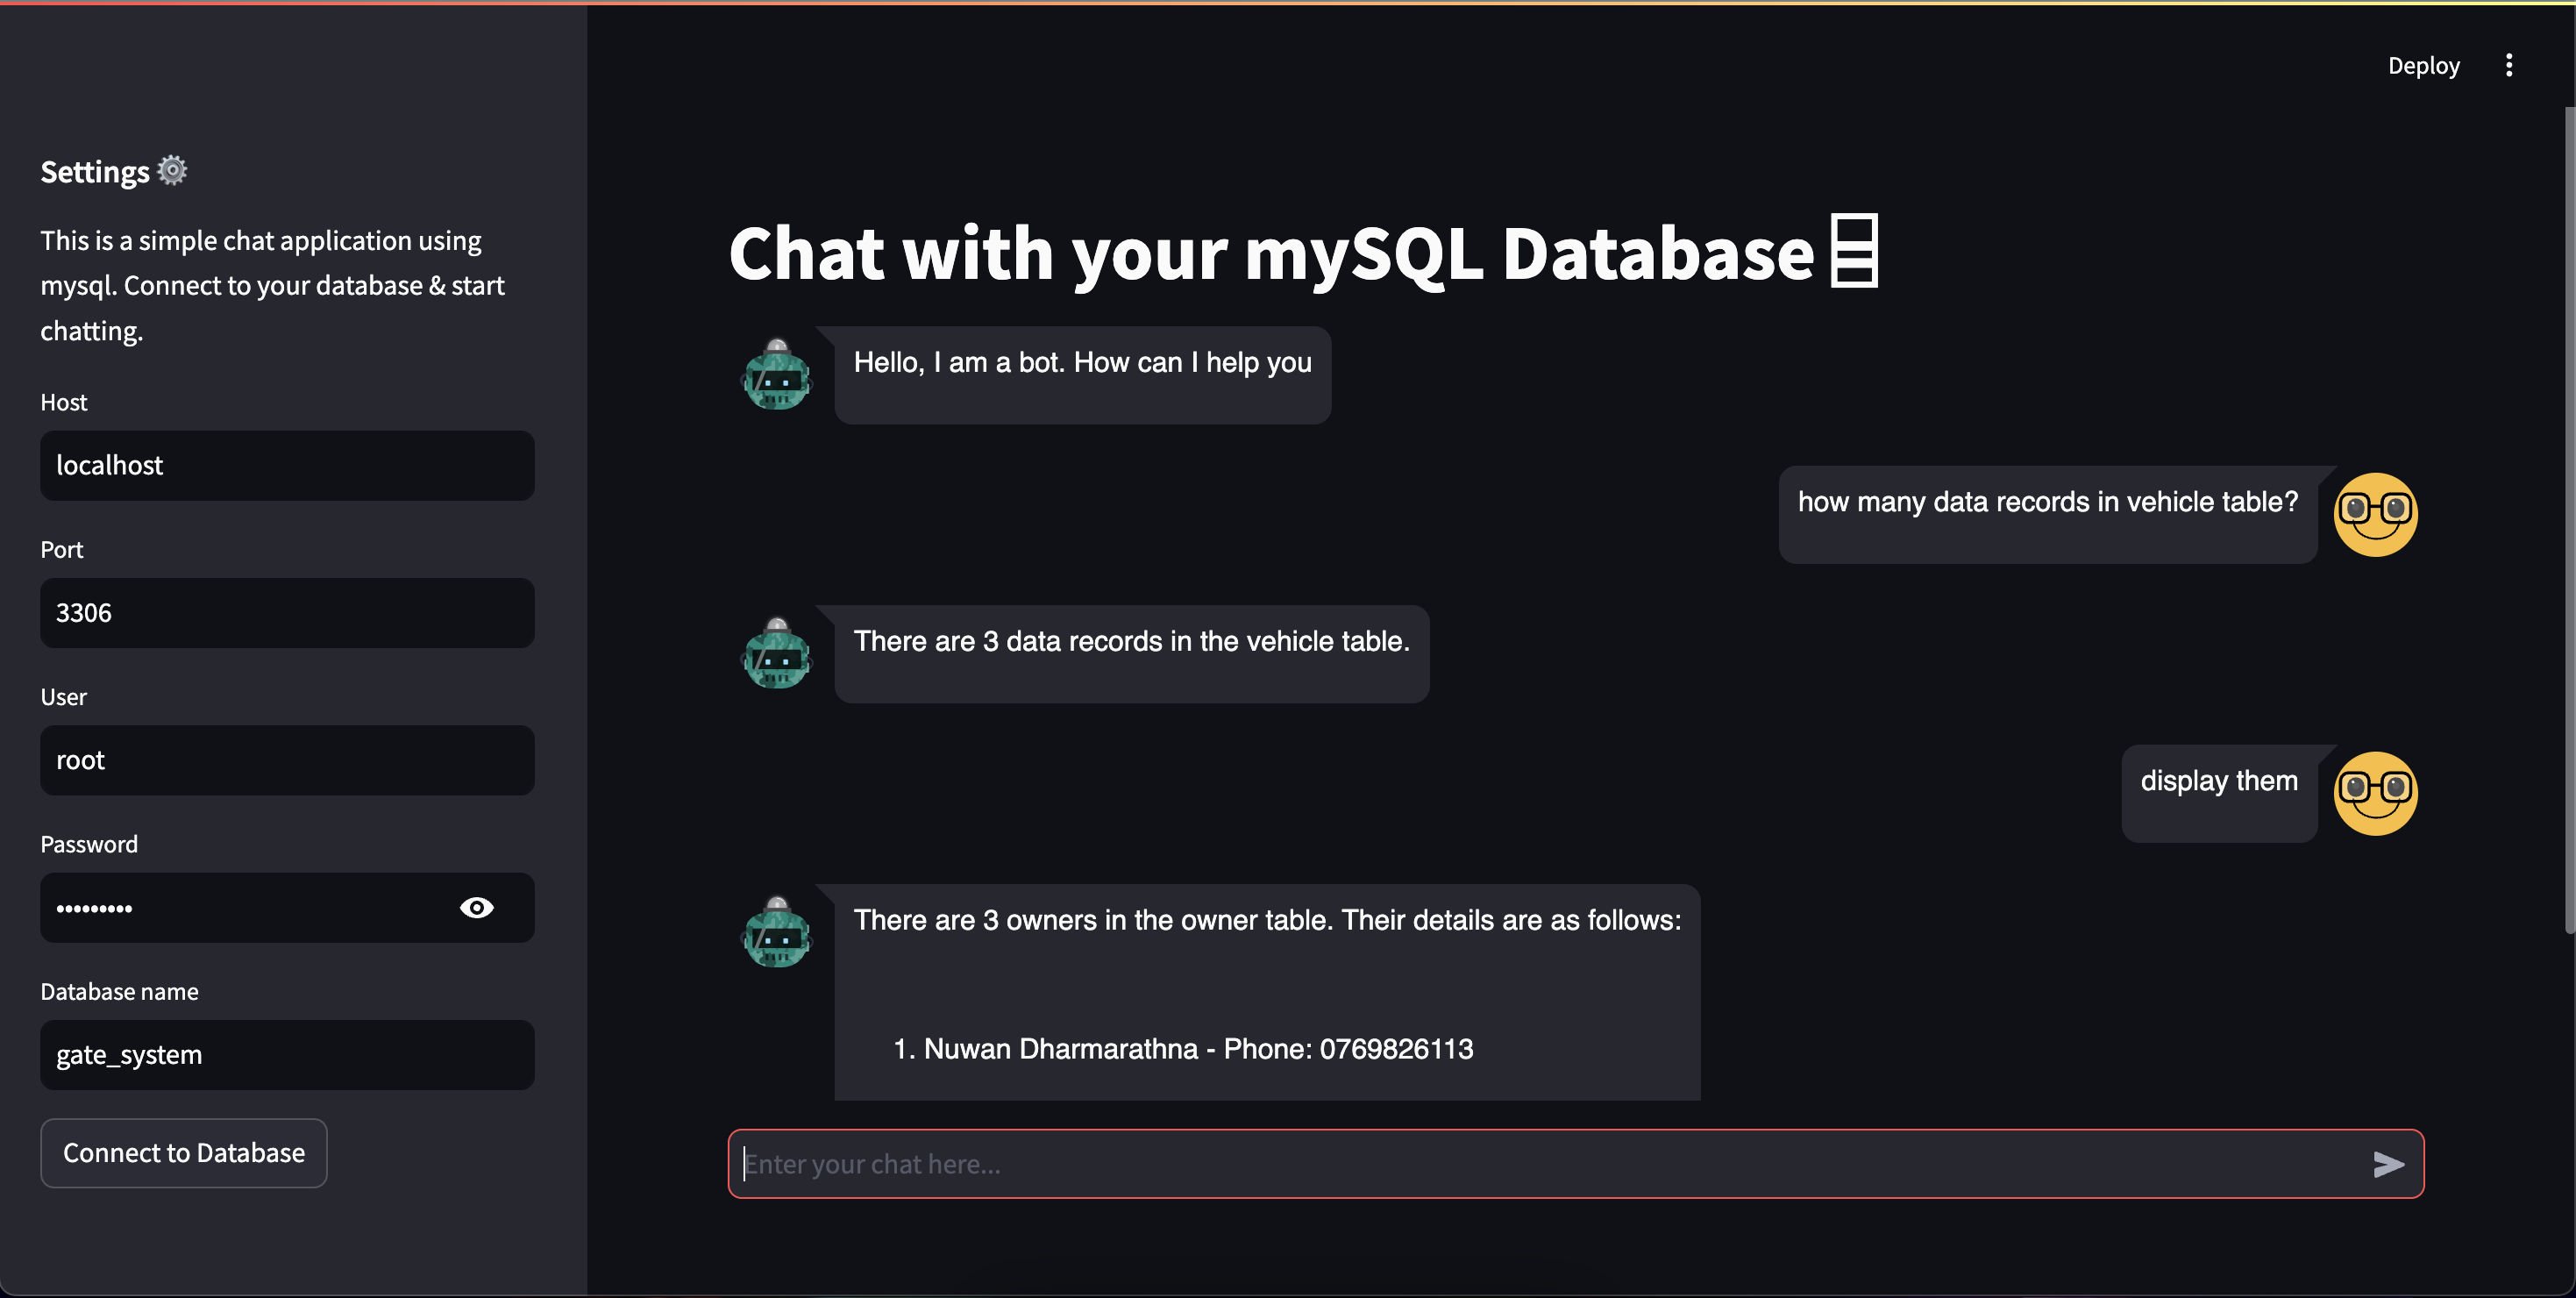 Deploy
Settings
This is a simple chat application using
mysql. Connect to your database & start
chatting.
Host
localhost
Port
3306
User
root
Password
•••••••••
Database name
gate_system
Connect to Database
Chat with your mySQL Database
Hello, I am a bot. How can I help you
how many data records in vehicle table?
There are 3 data records in the vehicle table.
display them
There are 3 owners in the owner table. Their details are as follows:
1. Nuwan Dharmarathna - Phone: 0769826113
Enter your chat here...